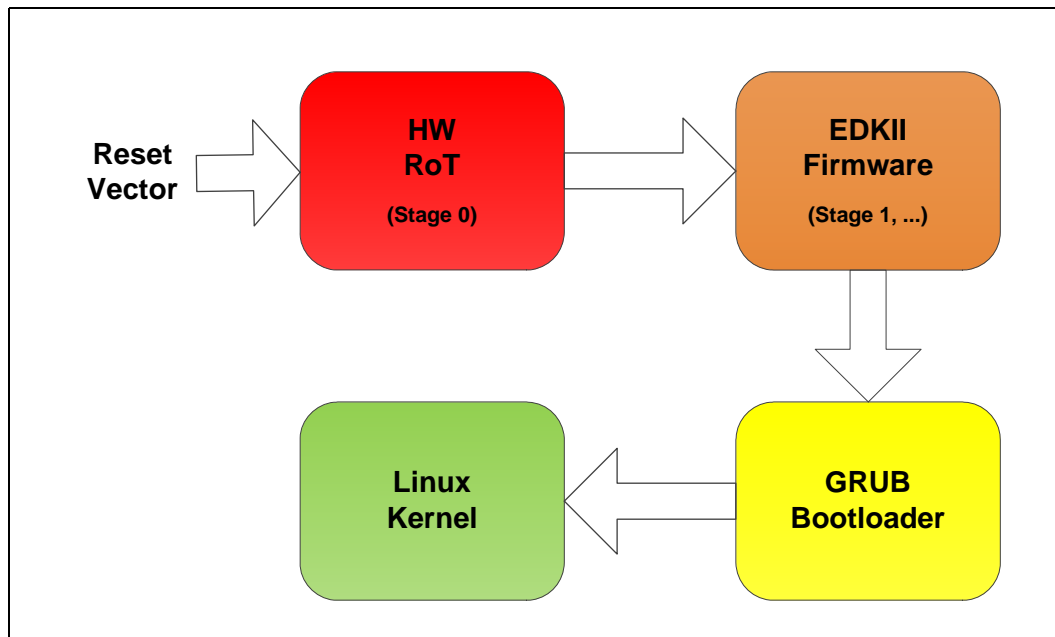 Reset
Vector
HW
RoT
(Stage 0)
EDKII
Firmware
(Stage 1, ...)
Linux
Kernel
GRUB
Bootloader